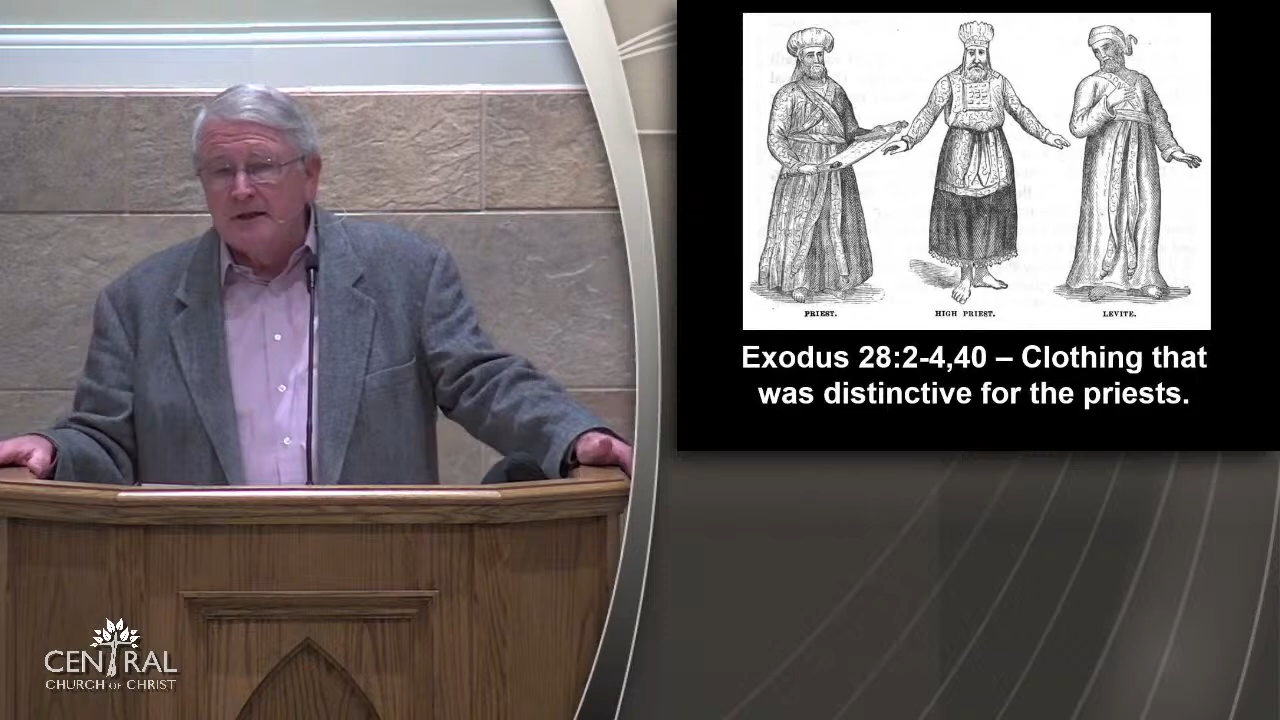 PRIEST.
HIGH PRIEST.
LEVITE.
Exodus 28:2-4,40 – Clothing that
was distinctive for the priests.
CENTRAL
CHURCH OF CHRIST